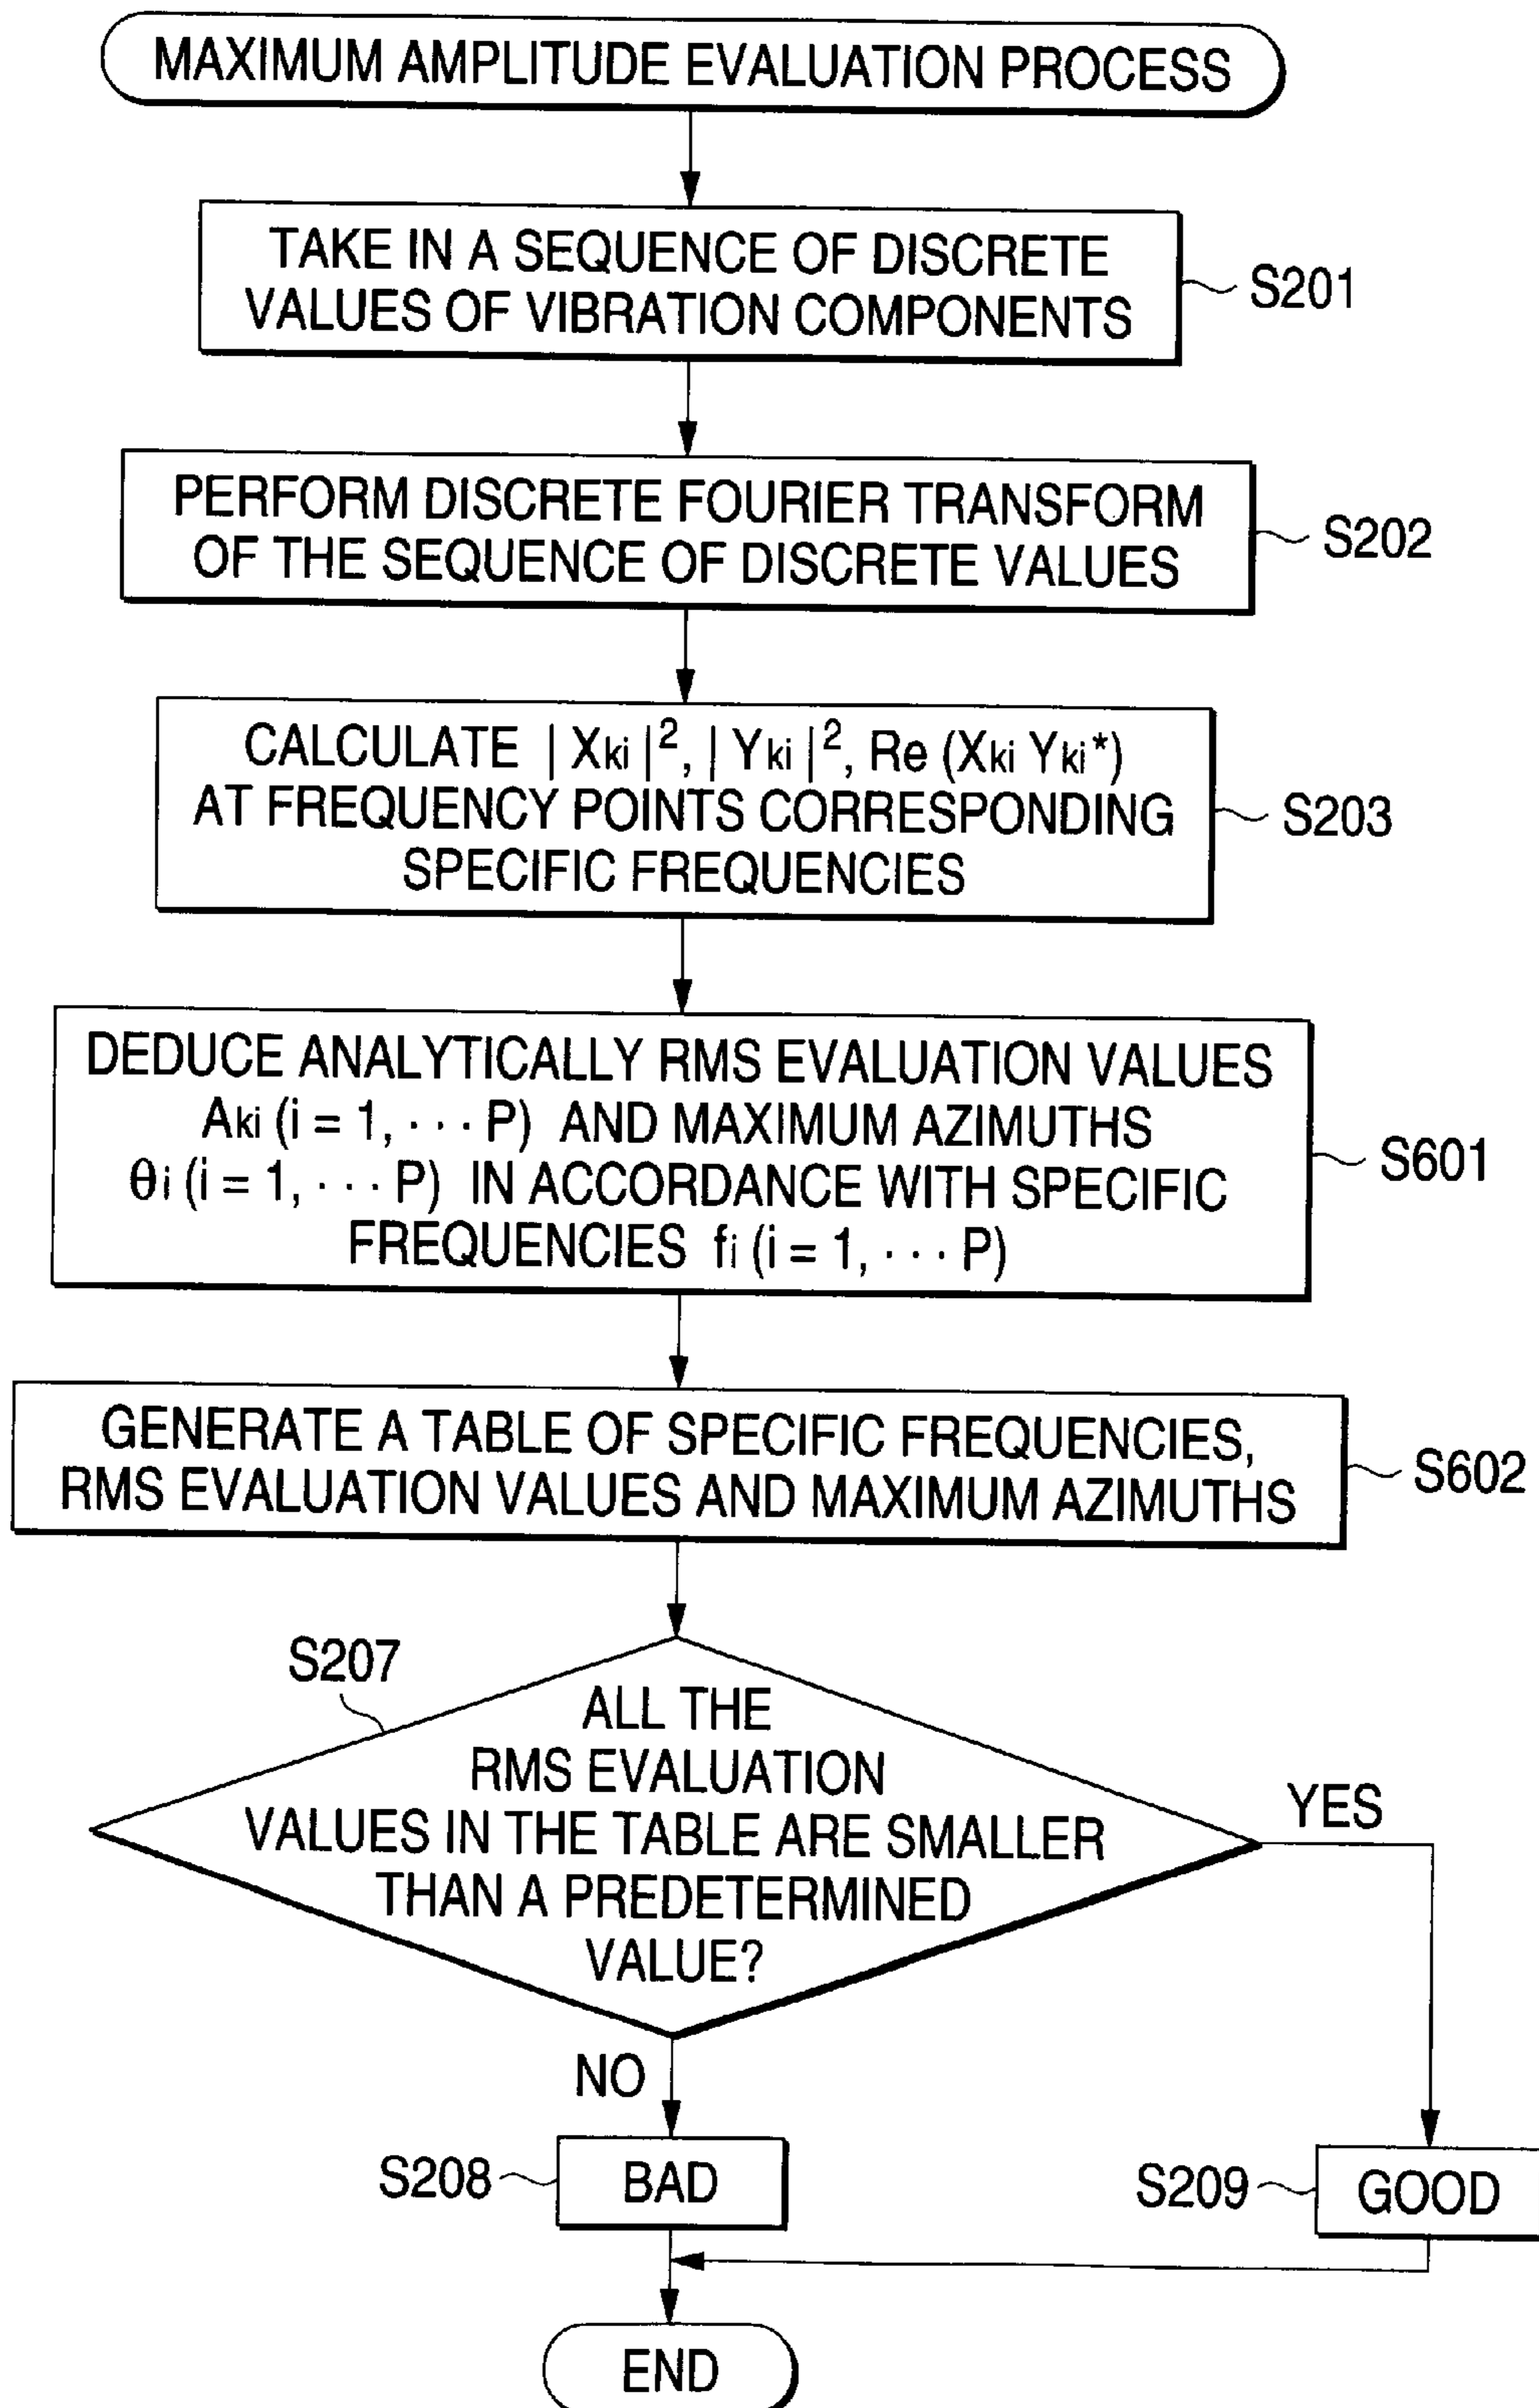 MAXIMUM AMPLITUDE EVALUATION PROCESS
TAKE IN A SEQUENCE OF DISCRETE
VALUES OF VIBRATION COMPONENTS
S201
PERFORM DISCRETE FOURIER TRANSFORM
OF THE SEQUENCE OF DISCRETE VALUES
S202
CALCULATE | Xki |², | Yki |², Re (Xki Yki*)
AT FREQUENCY POINTS CORRESPONDING
SPECIFIC FREQUENCIES
S203
DEDUCE ANALYTICALLY RMS EVALUATION VALUES
Aki (i = 1, · · · P) AND MAXIMUM AZIMUTHS
θi (i = 1, · · · P) IN ACCORDANCE WITH SPECIFIC
FREQUENCIES fi (i = 1, · · · P)
S601
GENERATE A TABLE OF SPECIFIC FREQUENCIES,
RMS EVALUATION VALUES AND MAXIMUM AZIMUTHS
S602
S207
ALL THE
RMS EVALUATION
VALUES IN THE TABLE ARE SMALLER
THAN A PREDETERMINED
VALUE?
YES
NO
S208
BAD
S209
GOOD
END